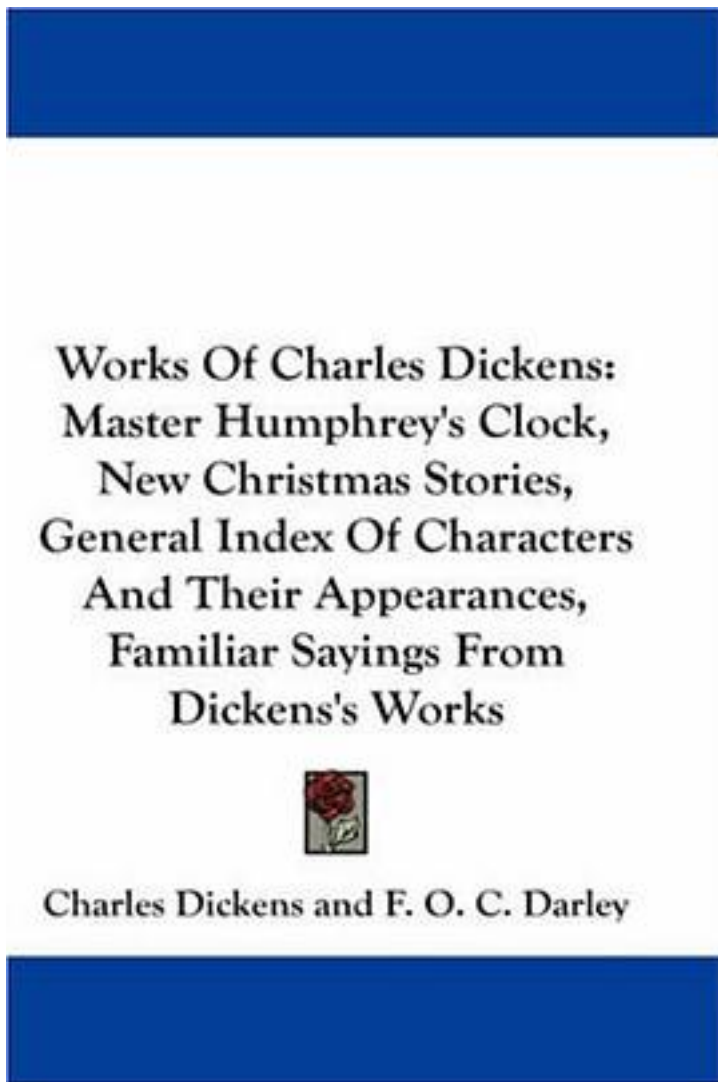 Works Of Charles Dickens:
Master Humphrey's Clock,
New Christmas Stories,
General Index Of Characters
And Their Appearances,
Familiar Sayings From
Dickens's Works
Charles Dickens and F. O. C. Darley